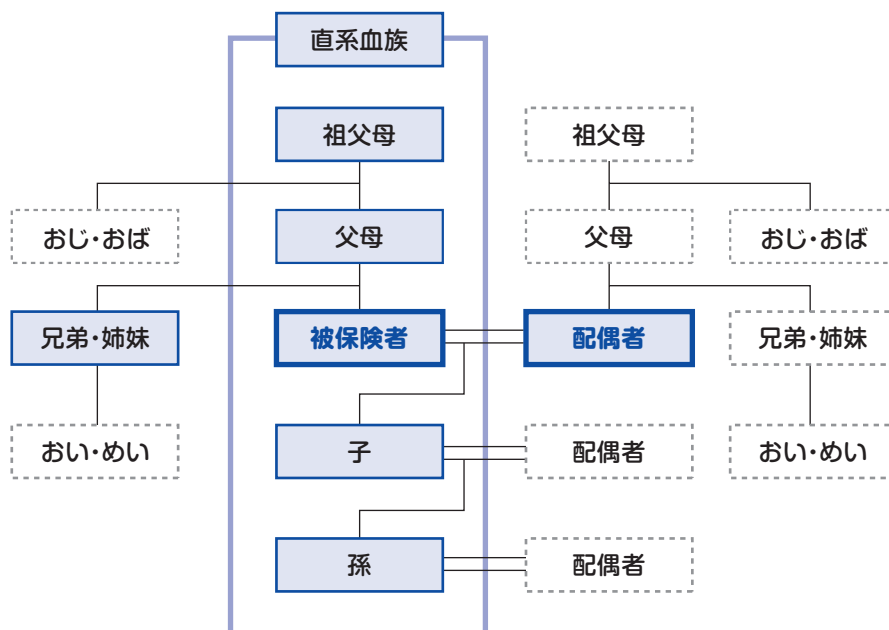 直系血族
祖父母
祖父母
おじ・おば
父母
父母
おじ・おば
兄弟・姉妹
被保険者
配偶者
兄弟・姉妹
おい・めい
子
配偶者
おい・めい
孫
配偶者